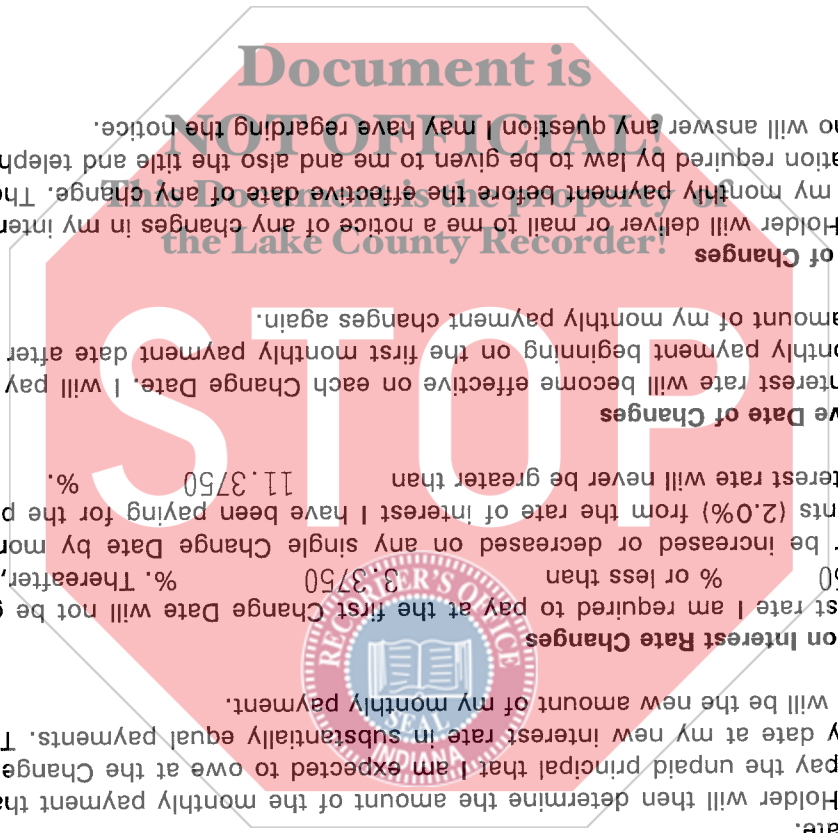 Document is
NOT OFFICIAL!
This Document is the property of
the Lake County Recorder!
STOP
RECORDER'S OFFICE
SEAL
INDIANA
ate.
Holder will then determine the amount of the monthly payment tha
pay the unpaid principal that I am expected to owe at the Change
y date at my new interest rate in substantially equal payments. T
will be the new amount of my monthly payment.
on Interest Rate Changes
st rate I am required to pay at the first Change Date will not be g
50 % or less than 3.3750 %. Thereafter,
r be increased or decreased on any single Change Date by mor
nts (2.0%) from the rate of interest I have been paying for the p
terest rate will never be greater than 11.3750 %.
ve Date of Changes
nterest rate will become effective on each Change Date. I will pay
nthly payment beginning on the first monthly payment date after
amount of my monthly payment changes again.
of Changes
Holder will deliver or mail to me a notice of any changes in my inter
my monthly payment before the effective date of any change. The
ation required by law to be given to me and also the title and teleph
o will answer any question I may have regarding the notice.